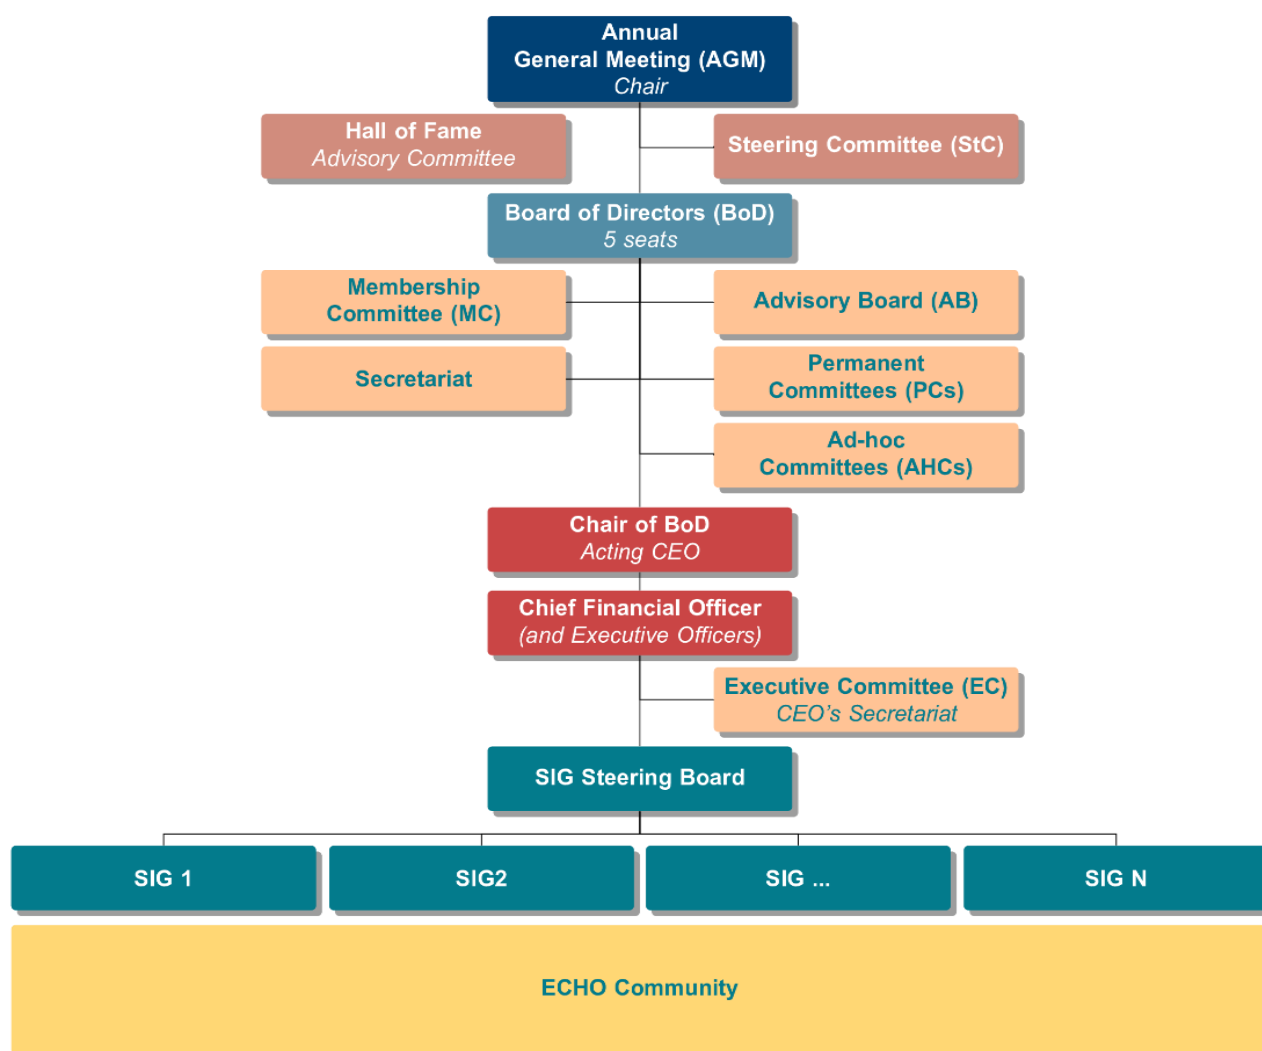 Annual
General Meeting (AGM)
Chair
Hall of Fame
Advisory Committee
Steering Committee (StC)
Board of Directors (BoD)
5 seats
Membership
Committee (MC)
Advisory Board (AB)
Secretariat
Permanent
Committees (PCs)
Ad-hoc
Committees (AHCs)
Chair of BoD
Acting CEO
Chief Financial Officer
(and Executive Officers)
Executive Committee (EC)
CEO’s Secretariat
SIG Steering Board
SIG 1
SIG2
SIG ...
SIG N
ECHO Community